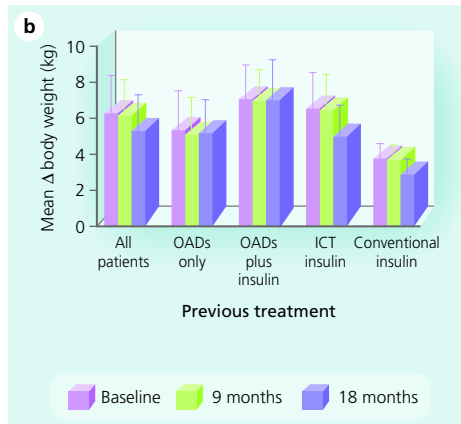 b
Mean Δ body weight (kg)
10
8
6
4
2
0
All
patients
OADs
only
OADs
plus
insulin
ICT
insulin
Conventional
insulin
Previous treatment
Baseline
9 months
18 months